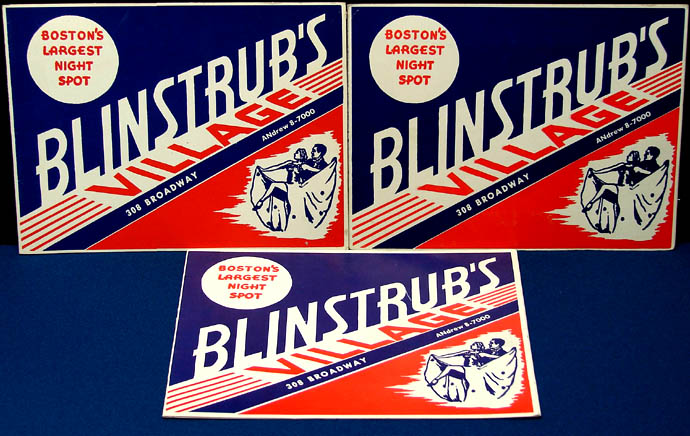 BOSTON'S
LARGEST
NIGHT
SPOT
BLINSTRUB'S
VILLAGE
308 BROADWAY ANdrew 8-7000
BOSTON'S
LARGEST
NIGHT
SPOT
BLINSTRUB'S
VILLAGE
308 BROADWAY ANdrew 8-7000
BOSTON'S
LARGEST
NIGHT
SPOT
BLINSTRUB'S
VILLAGE
308 BROADWAY ANdrew 8-7000